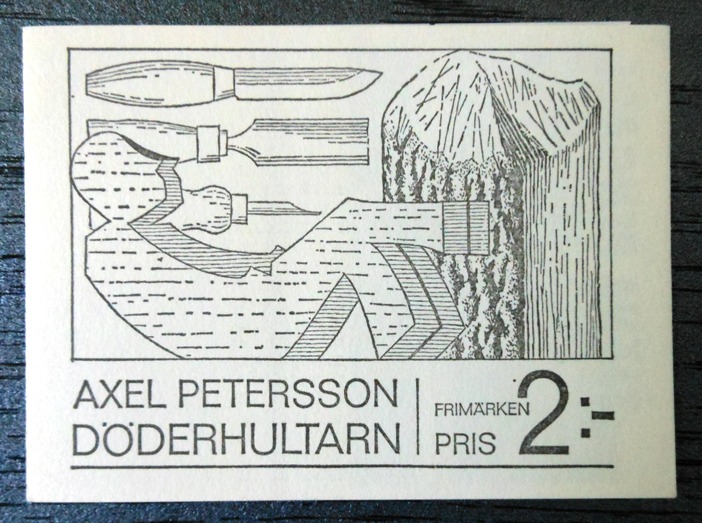 AXEL PETERSSON
DÖDERHULTARN
FRIMÄRKEN
PRIS 2:-